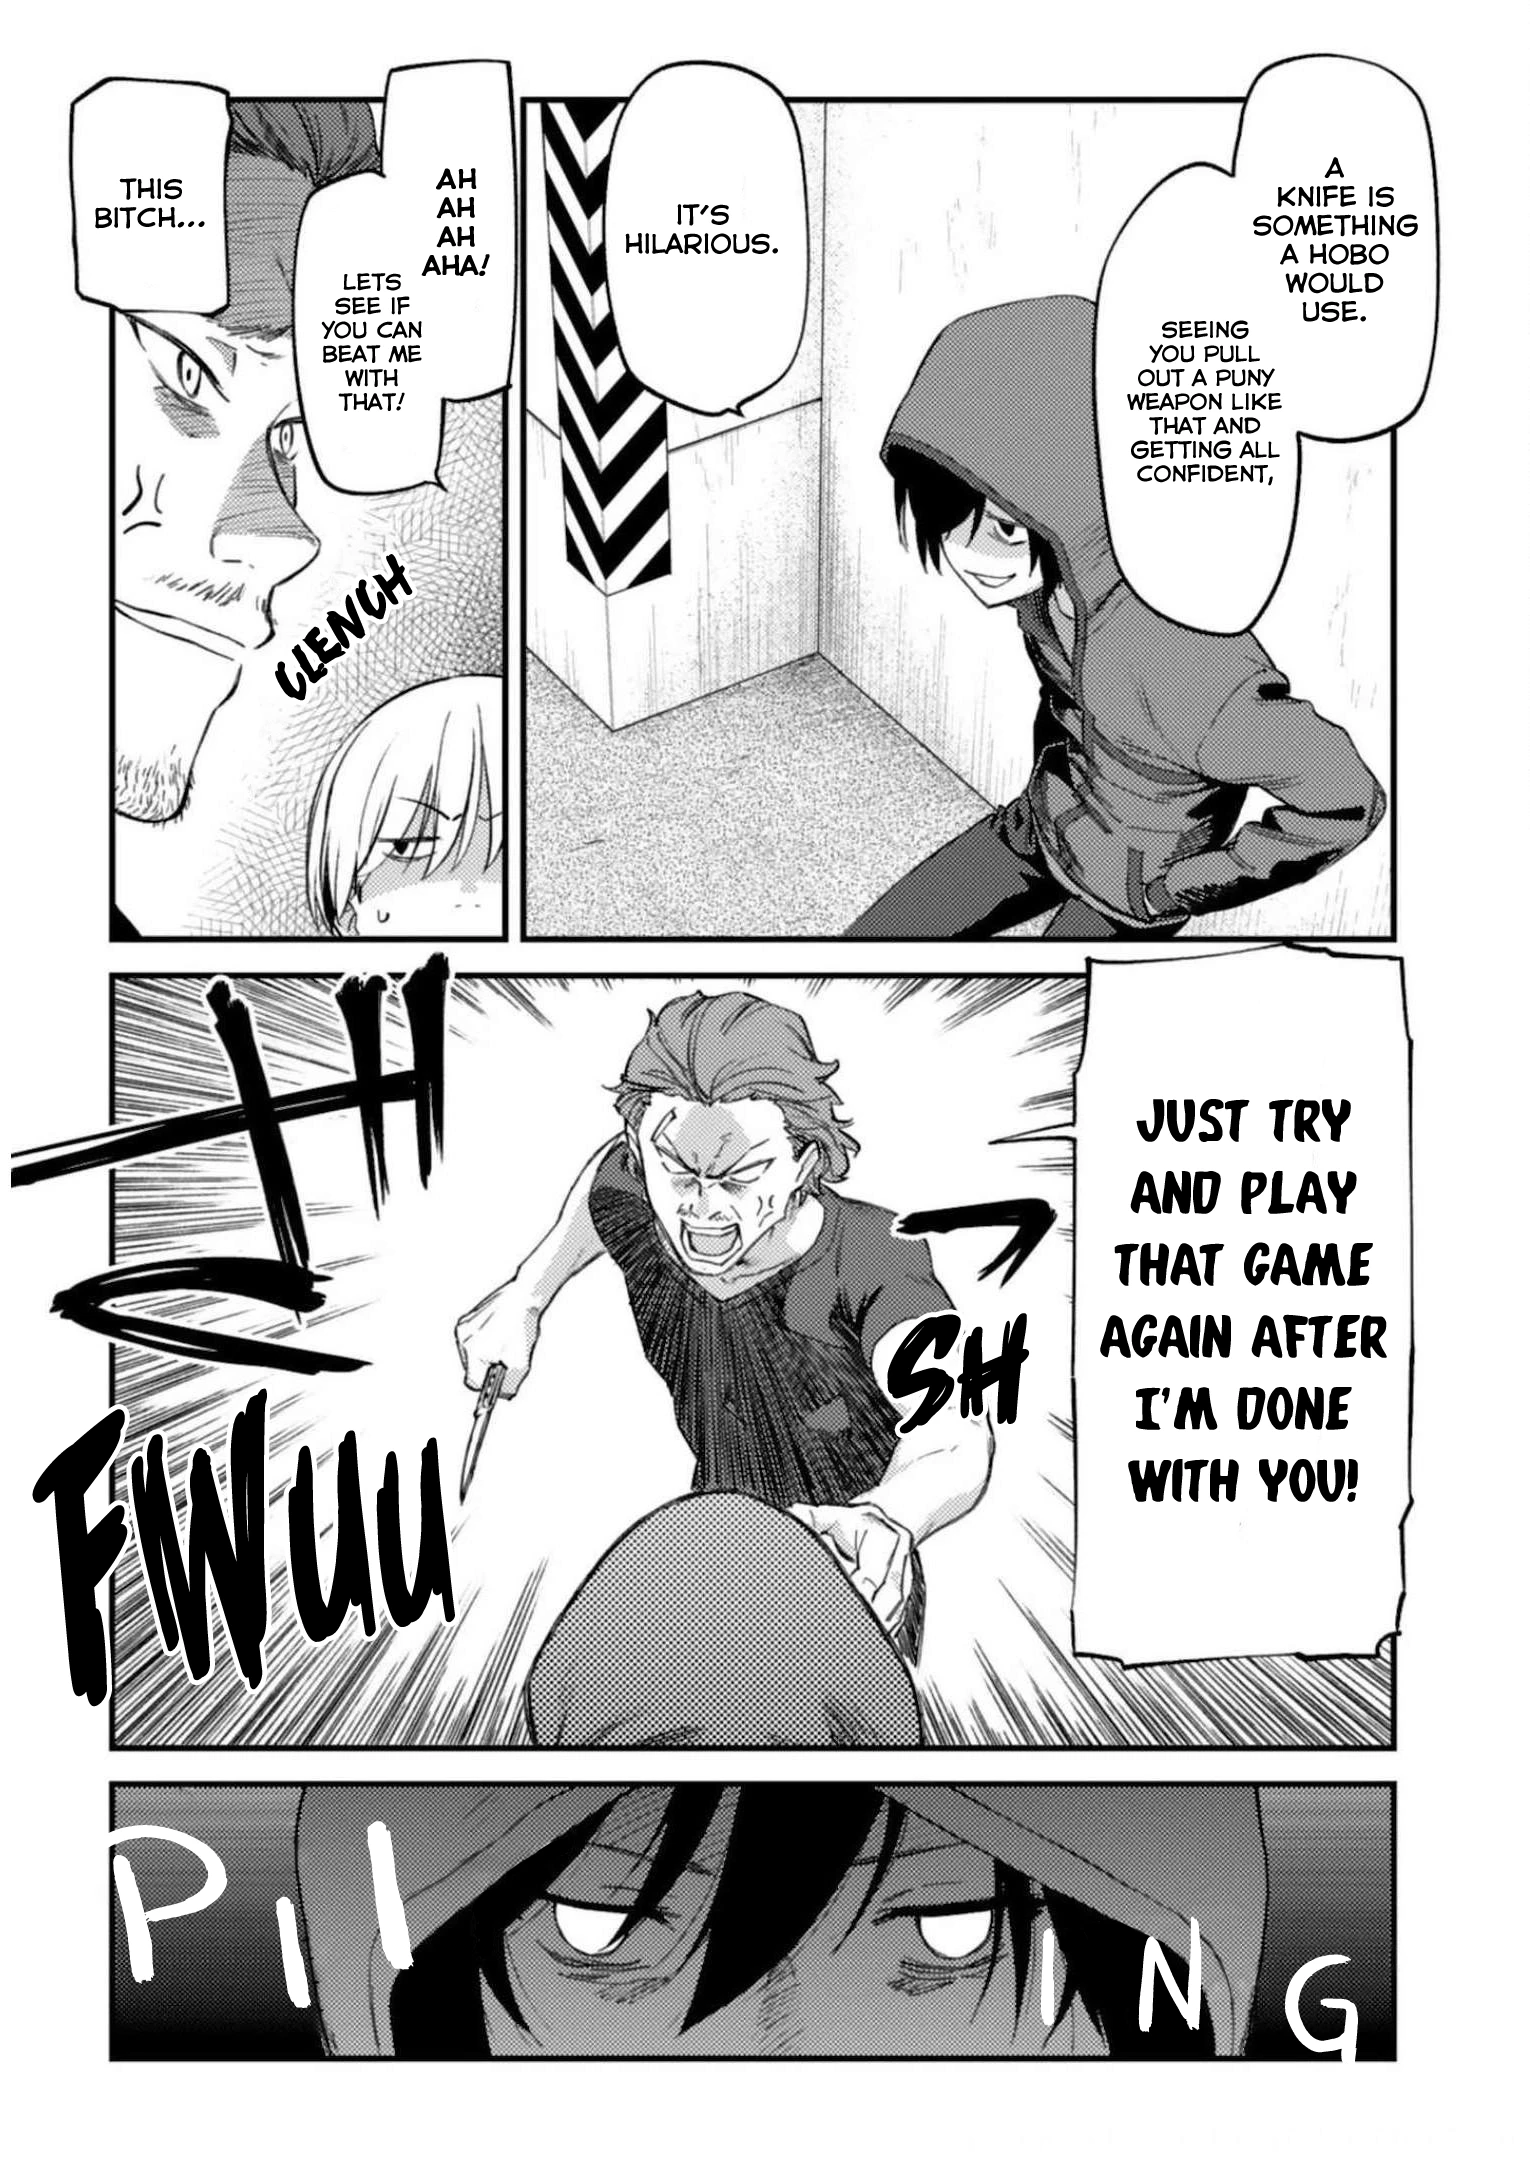 A
KNIFE IS
SOMETHING
A HOBO
WOULD
USE.
SEEING
YOU PULL
OUT A PUNY
WEAPON LIKE
THAT AND
GETTING ALL
CONFIDENT,
IT'S
HILARIOUS.
AH
AH
AH
AHA!
LETS
SEE IF
YOU CAN
BEAT ME
WITH
THAT!
THIS
BITCH...
CLENCH
JUST TRY
AND PLAY
THAT GAME
AGAIN AFTER
I'M DONE
WITH YOU!
FWUU
SH
PIIING